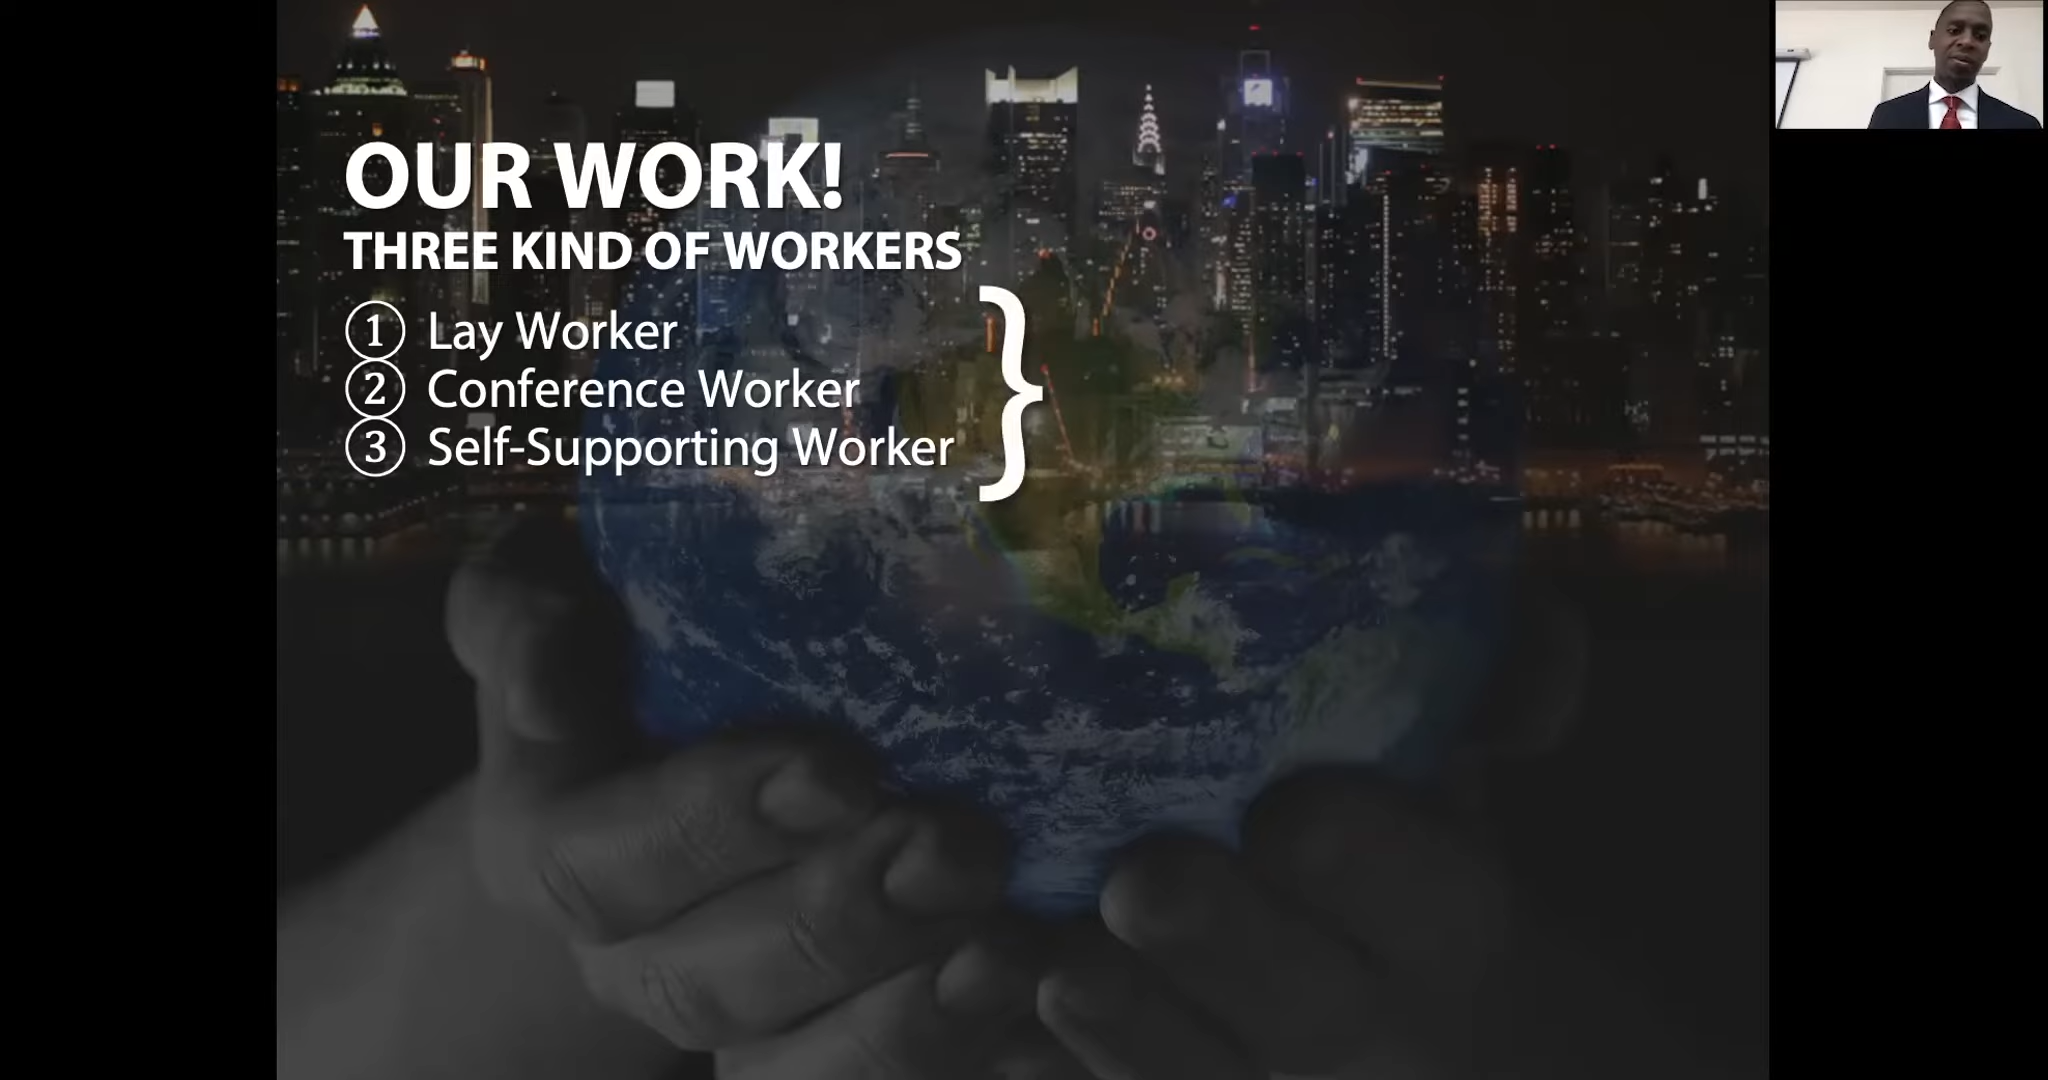 OUR WORK!
THREE KIND OF WORKERS
1 Lay Worker
2 Conference Worker
3 Self-Supporting Worker
}